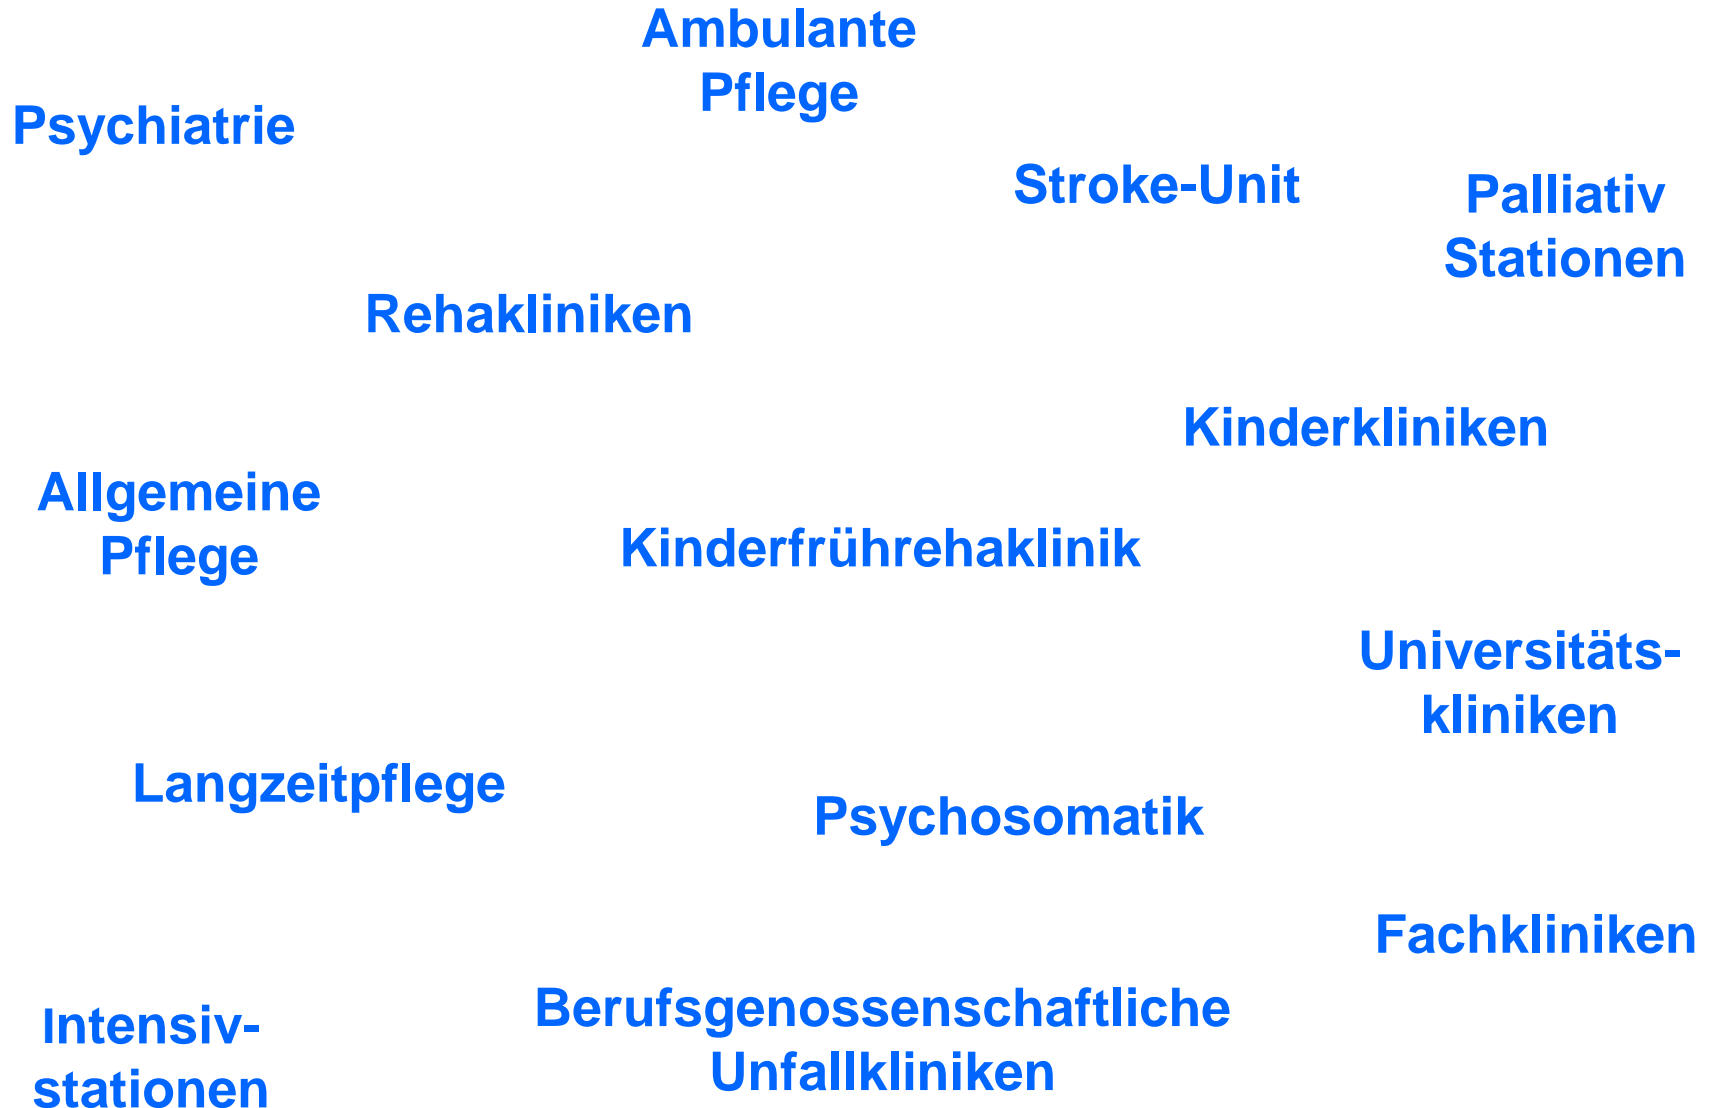 Ambulante
Pflege
Psychiatrie
Stroke-Unit
Palliativ
Stationen
Rehakliniken
Kinderkliniken
Allgemeine
Pflege
Kinderfrührehaklinik
Universitäts-
kliniken
Langzeitpflege
Psychosomatik
Fachkliniken
Berufsgenossenschaftliche
Unfallkliniken
Intensiv-
stationen